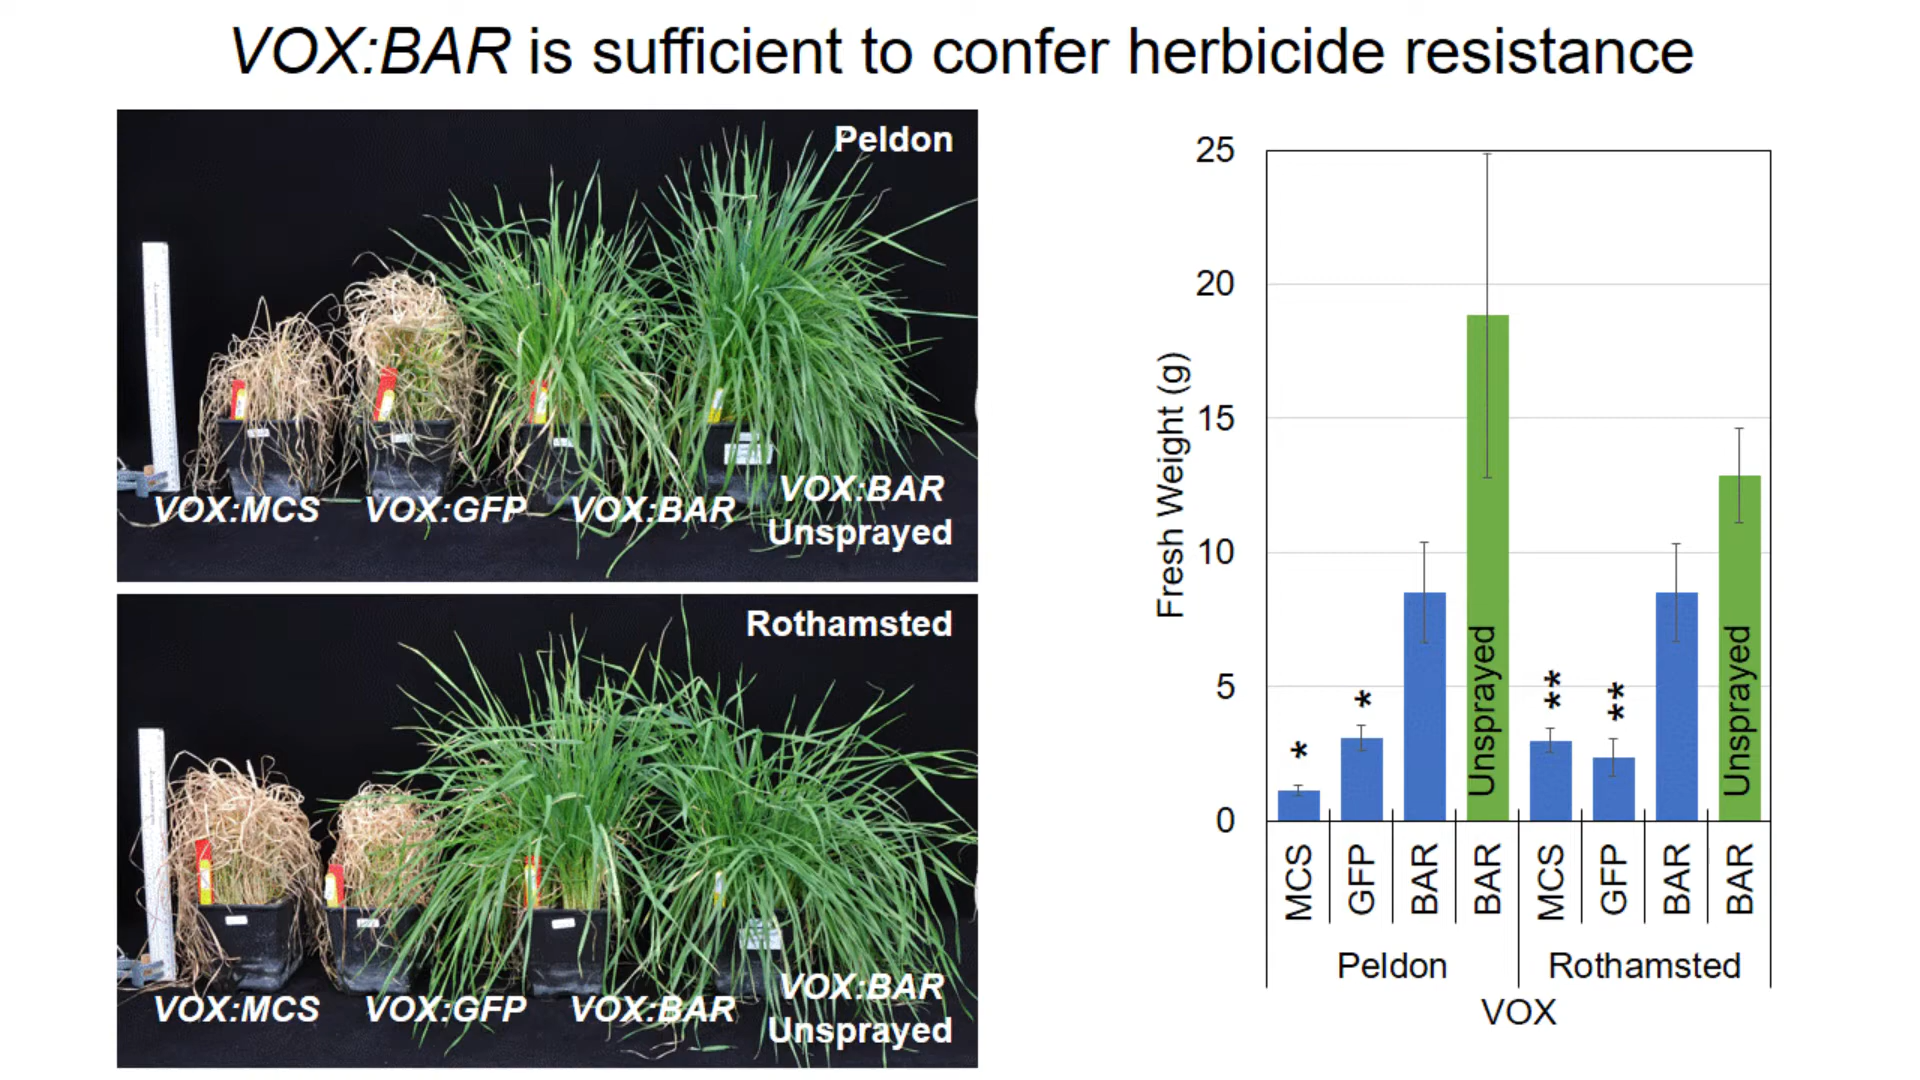 VOX:BAR is sufficient to confer herbicide resistance
Peldon
VOX:MCS
VOX:GFP
VOX:BAR
VOX:BAR
Unsprayed
Rothamsted
VOX:MCS
VOX:GFP
VOX:BAR
VOX:BAR
Unsprayed
Fresh Weight (g)
25
20
15
10
5
0
*
*
Unsprayed
**
**
Unsprayed
MCS
GFP
BAR
BAR
MCS
GFP
BAR
BAR
Peldon
Rothamsted
VOX